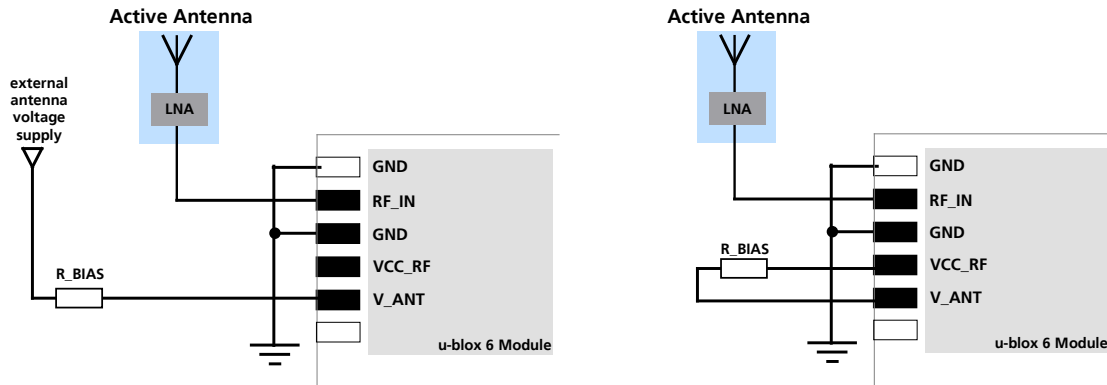 Active Antenna
external
antenna
voltage
supply
LNA
GND
RF_IN
GND
VCC_RF
R_BIAS
V_ANT
u-blox 6 Module
Active Antenna
LNA
GND
RF_IN
GND
R_BIAS
VCC_RF
V_ANT
u-blox 6 Module